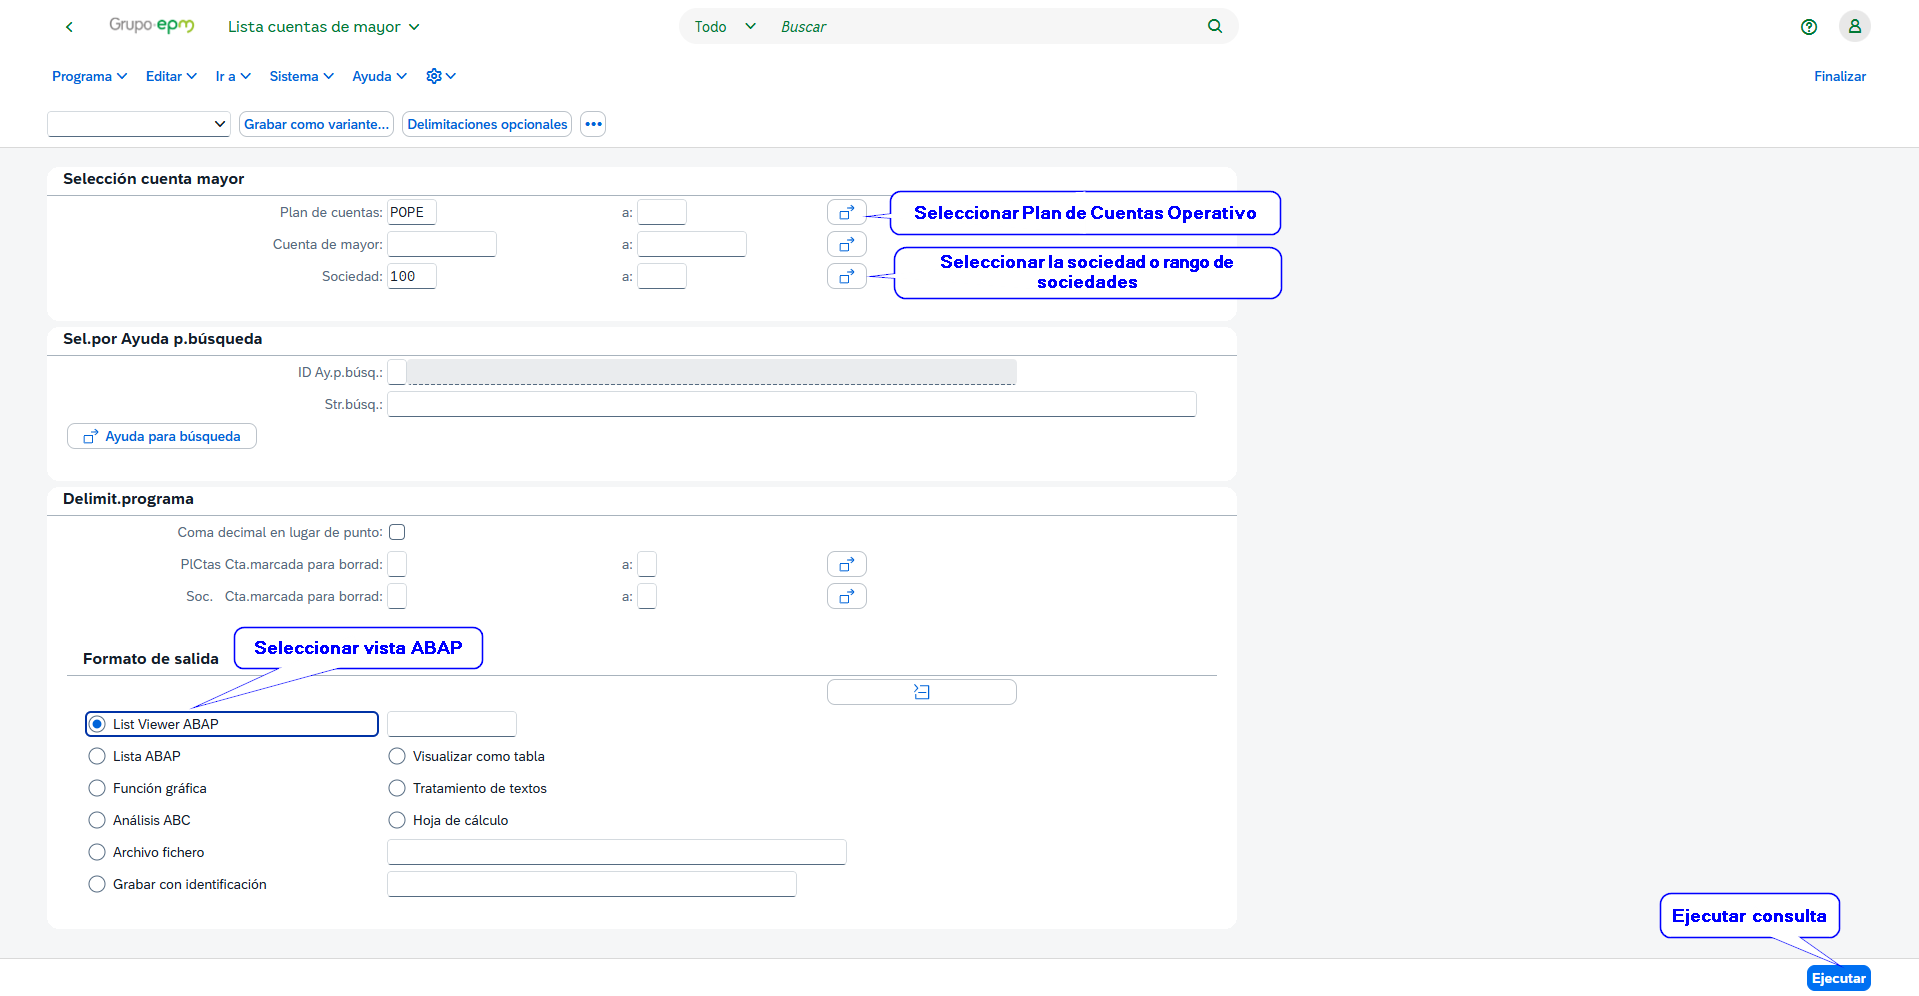 Grupo·epm
Lista cuentas de mayor
Todo
Buscar
Programa
Editar
Ir a
Sistema
Ayuda
Finalizar
Grabar como variante...
Delimitaciones opcionales
•••
Selección cuenta mayor
Plan de cuentas: POPE a:
Seleccionar Plan de Cuentas Operativo
Cuenta de mayor: a:
Sociedad: 100 a:
Seleccionar la sociedad o rango de
sociedades
Sel.por Ayuda p.búsqueda
ID Ay.p.búsq.:
Str.búsq.:
Ayuda para búsqueda
Delimit.programa
Coma decimal en lugar de punto:
PlCtas Cta.marcada para borrad: a:
Soc. Cta.marcada para borrad: a:
Seleccionar vista ABAP
Formato de salida
List Viewer ABAP
Lista ABAP
Visualizar como tabla
Función gráfica
Tratamiento de textos
Análisis ABC
Hoja de cálculo
Archivo fichero
Grabar con identificación
Ejecutar consulta
Ejecutar